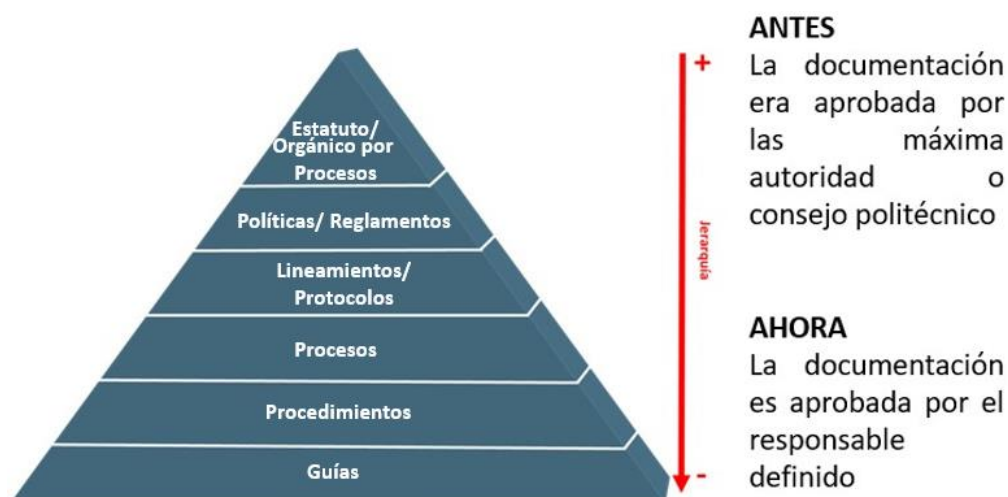 Estatuto/
Orgánico por
Procesos
Políticas/ Reglamentos
Lineamientos/
Protocolos
Procesos
Procedimientos
Guías
+
Jerarquía
-
ANTES
La documentación
era aprobada por
las máxima
autoridad o
consejo politécnico
AHORA
La documentación
es aprobada por el
responsable
definido